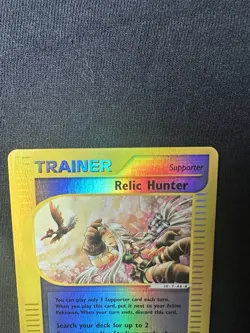 TRAINER
Supporter
Relic Hunter
You can play only 1 Supporter card each turn.
When you play this card, put it next to your Active
Pokémon. When your turn ends, discard this card.
Search your deck for up to 2